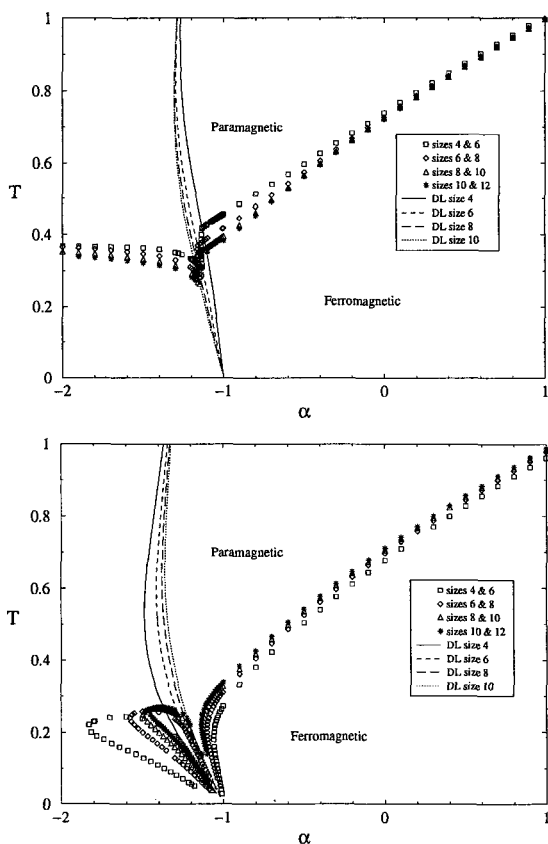 1
0.8
0.6
0.4
0.2
0
T
Paramagnetic
Ferromagnetic
sizes 4 & 6
sizes 6 & 8
sizes 8 & 10
sizes 10 & 12
DL size 4
DL size 6
DL size 8
DL size 10
-2
-1
0
1
α
1
0.8
0.6
0.4
0.2
0
T
Paramagnetic
Ferromagnetic
sizes 4 & 6
sizes 6 & 8
sizes 8 & 10
sizes 10 & 12
DL size 4
DL size 6
DL size 8
DL size 10
-2
-1
0
1
α